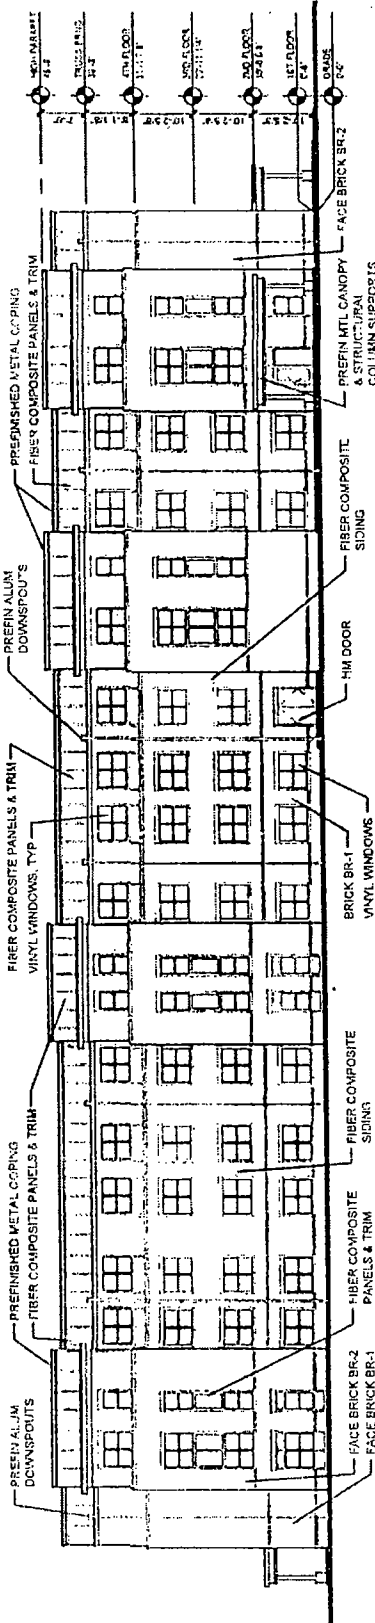 PREFIN ALUM
DOWNSPOUTS
PREFINISHED METAL COPING
FIBER COMPOSITE PANELS & TRIM
FIBER COMPOSITE PANELS & TRIM
VINYL WINDOWS, TYP
PREFIN ALUM
DOWNSPOUTS
PREFINISHED METAL COPING
FIBER COMPOSITE PANELS & TRIM
HIGH PARAPET
TRUSS BRNG
4TH FLOOR
3RD FLOOR
2ND FLOOR
1ST FLOOR
GRADE
FACE BRICK BR-2
FACE BRICK BR-1
FIBER COMPOSITE
PANELS & TRIM
FIBER COMPOSITE
SIDING
BRICK BR-1
VINYL WINDOWS
HM DOOR
FIBER COMPOSITE
SIDING
PREFIN MTL CANOPY
& STRUCTURAL
COLUMN SUPPORTS
FACE BRICK BR-2